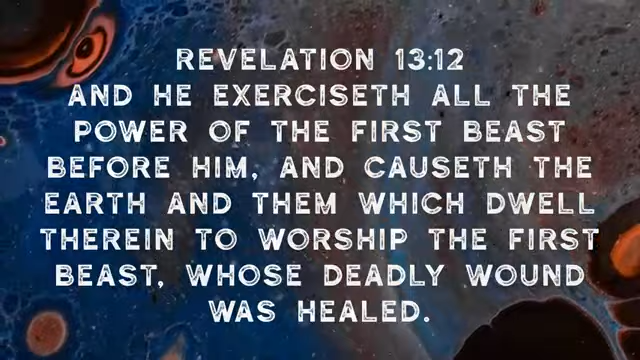 REVELATION 13:12
AND HE EXERCISETH ALL THE
POWER OF THE FIRST BEAST
BEFORE HIM, AND CAUSETH THE
EARTH AND THEM WHICH DWELL
THEREIN TO WORSHIP THE FIRST
BEAST, WHOSE DEADLY WOUND
WAS HEALED.